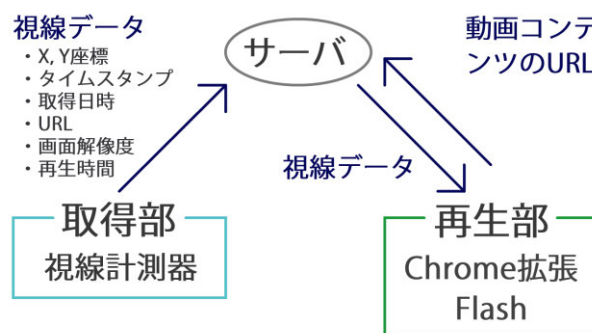 視線データ
・X, Y座標
・タイムスタンプ
・取得日時
・URL
・画面解像度
・再生時間
サーバ
動画コンテ
ンツのURL
視線データ
取得部
視線計測器
再生部
Chrome拡張
Flash